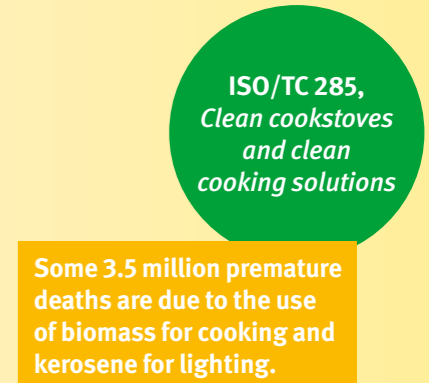 ISO/TC 285,
Clean cookstoves
and clean
cooking solutions
Some 3.5 million premature
deaths are due to the use
of biomass for cooking and
kerosene for lighting.